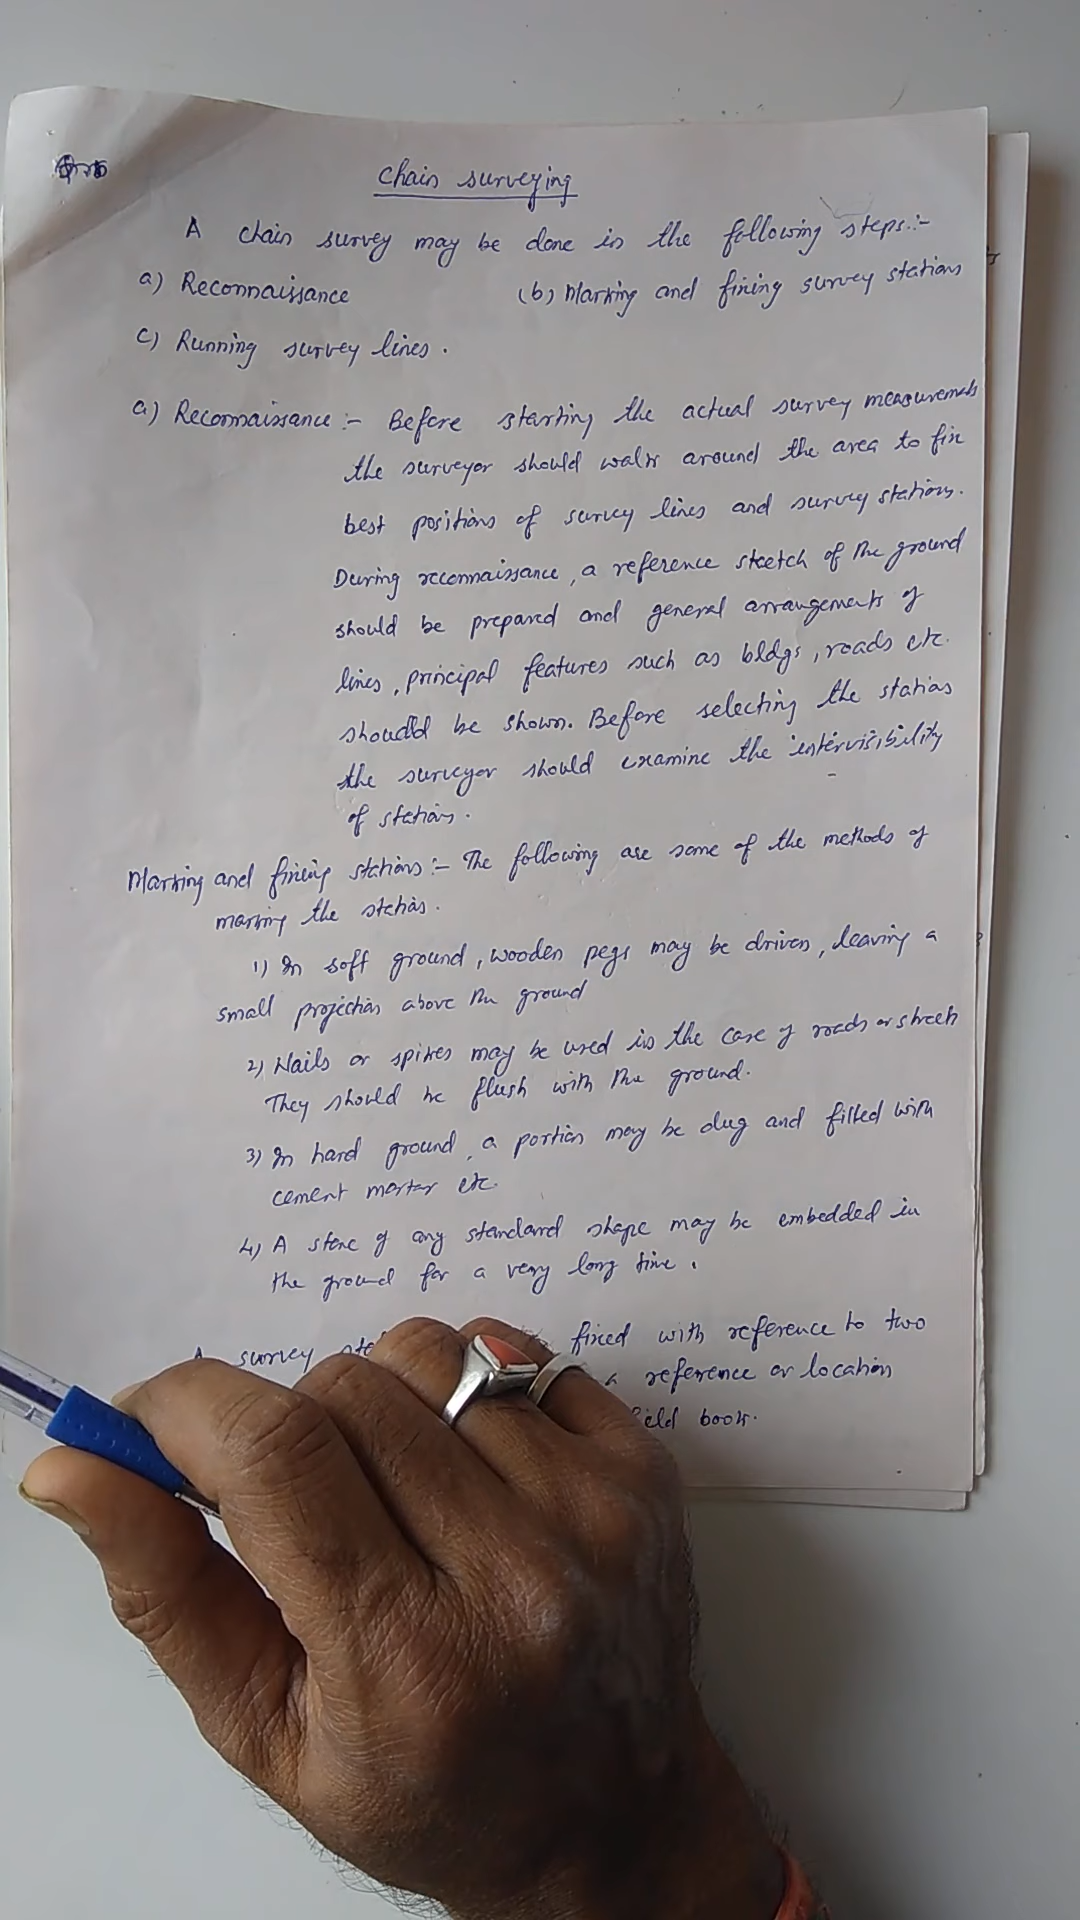 Chain surveying
A chain survey may be done in the following steps:-
a) Reconnaissance (b) Marking and fixing survey stations
c) Running survey lines.
a) Reconnaissance :- Before starting the actual survey measurements
the surveyor should walk around the area to fix
best positions of survey lines and survey stations.
During reconnaissance, a reference sketch of the ground
should be prepared and general arrangements of
lines, principal features such as bldgs, roads etc.
should be shown. Before selecting the stations
the surveyor should examine the intervisibility
of stations.
Marking and fixing stations :- The following are some of the methods of
marking the stations.
1) In soft ground, wooden pegs may be driven, leaving a
small projection above the ground
2) Nails or spikes may be used in the case of roads or streets
They should be flush with the ground.
3) In hard ground, a portion may be dug and filled with
cement mortar etc.
4) A stone of any standard shape may be embedded in
the ground for a very long time.
A survey fixed with reference to two
a reference or location
book.